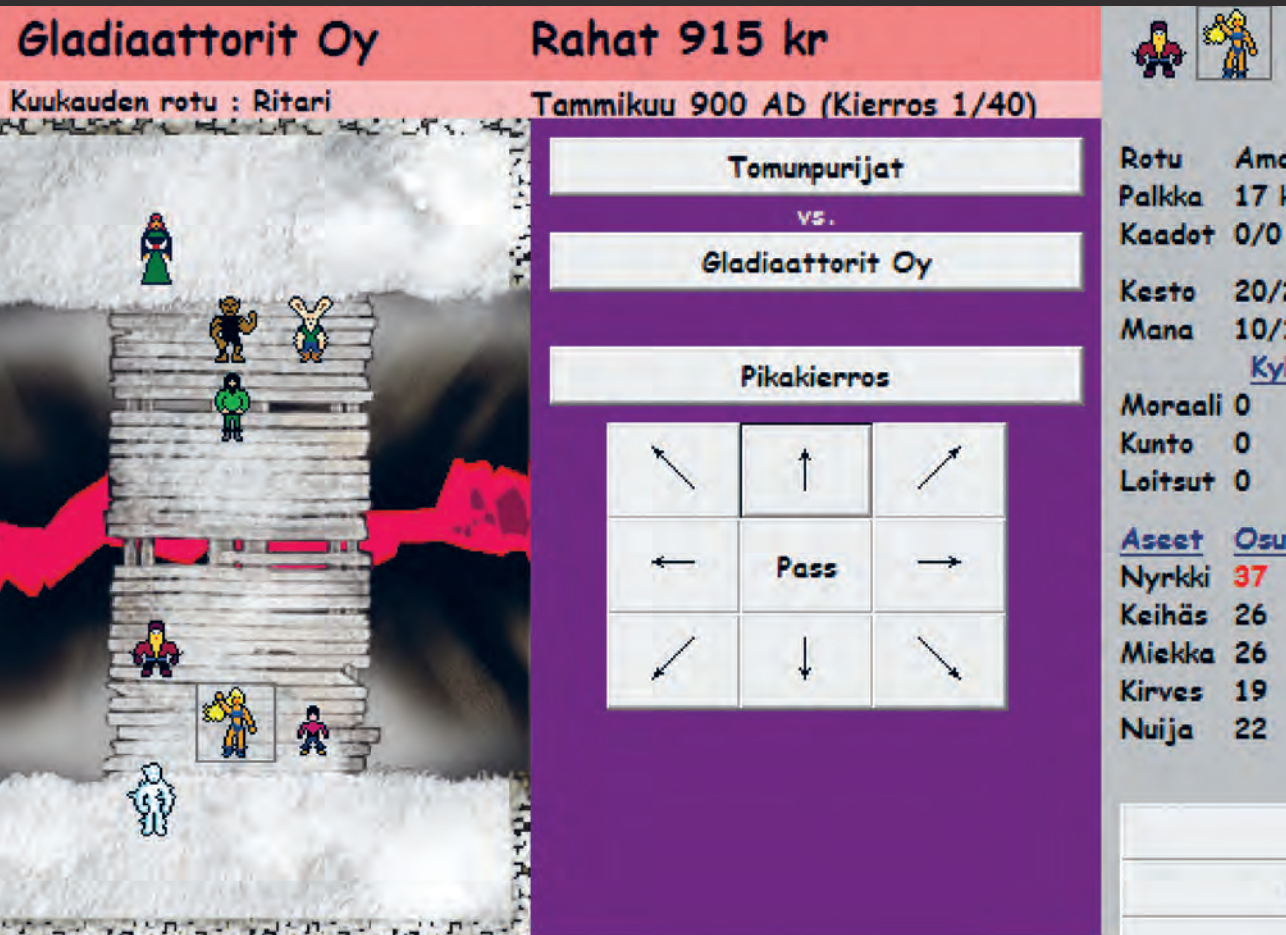 Gladiaattorit Oy
Rahat 915 kr
Kuukauden rotu : Ritari
Tammikuu 900 AD (Kierros 1/40)
Tomunpurijat
vs.
Gladiaattorit Oy
Pikakierros
Pass
Rotu
Palkka 17
Kaadot 0/0
Kesto 20/
Mana 10/
Moraali 0
Kunto 0
Loitsut 0
Aseet
Nyrkki 37
Keihäs 26
Miekka 26
Kirves 19
Nuija 22